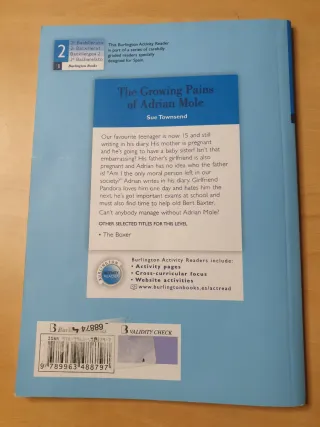 2
Burlington Books
This Burlington Activity Reader
is part of a series of carefully
graded readers specially
designed for Spain.
The Growing Pains
of Adrian Mole
Sue Townsend
Our favourite teenager is now 15 and still
writing in his diary. His mother is pregnant
and he's going to have a baby sister! Isn't that
embarrassing? His father's girlfriend is also
pregnant and Adrian has no idea who the father
of "Am I the only moral person left in our
society?" Adrian writes in his diary. Girlfriend
Pandora loves him one day and hates him the
next, he's got important exams at school and
must also find time to help old Bert Baxter.
Can't anybody manage without Adrian Mole?
OTHER SELECTED TITLES FOR THIS LEVEL
• The Boxer
Burlington Activity Readers include:
• Activity pages
• Cross-curricular focus
• Website activities
www.burlingtonbooks.es/actread
B VALIDITY CHECK
9 789963 488797